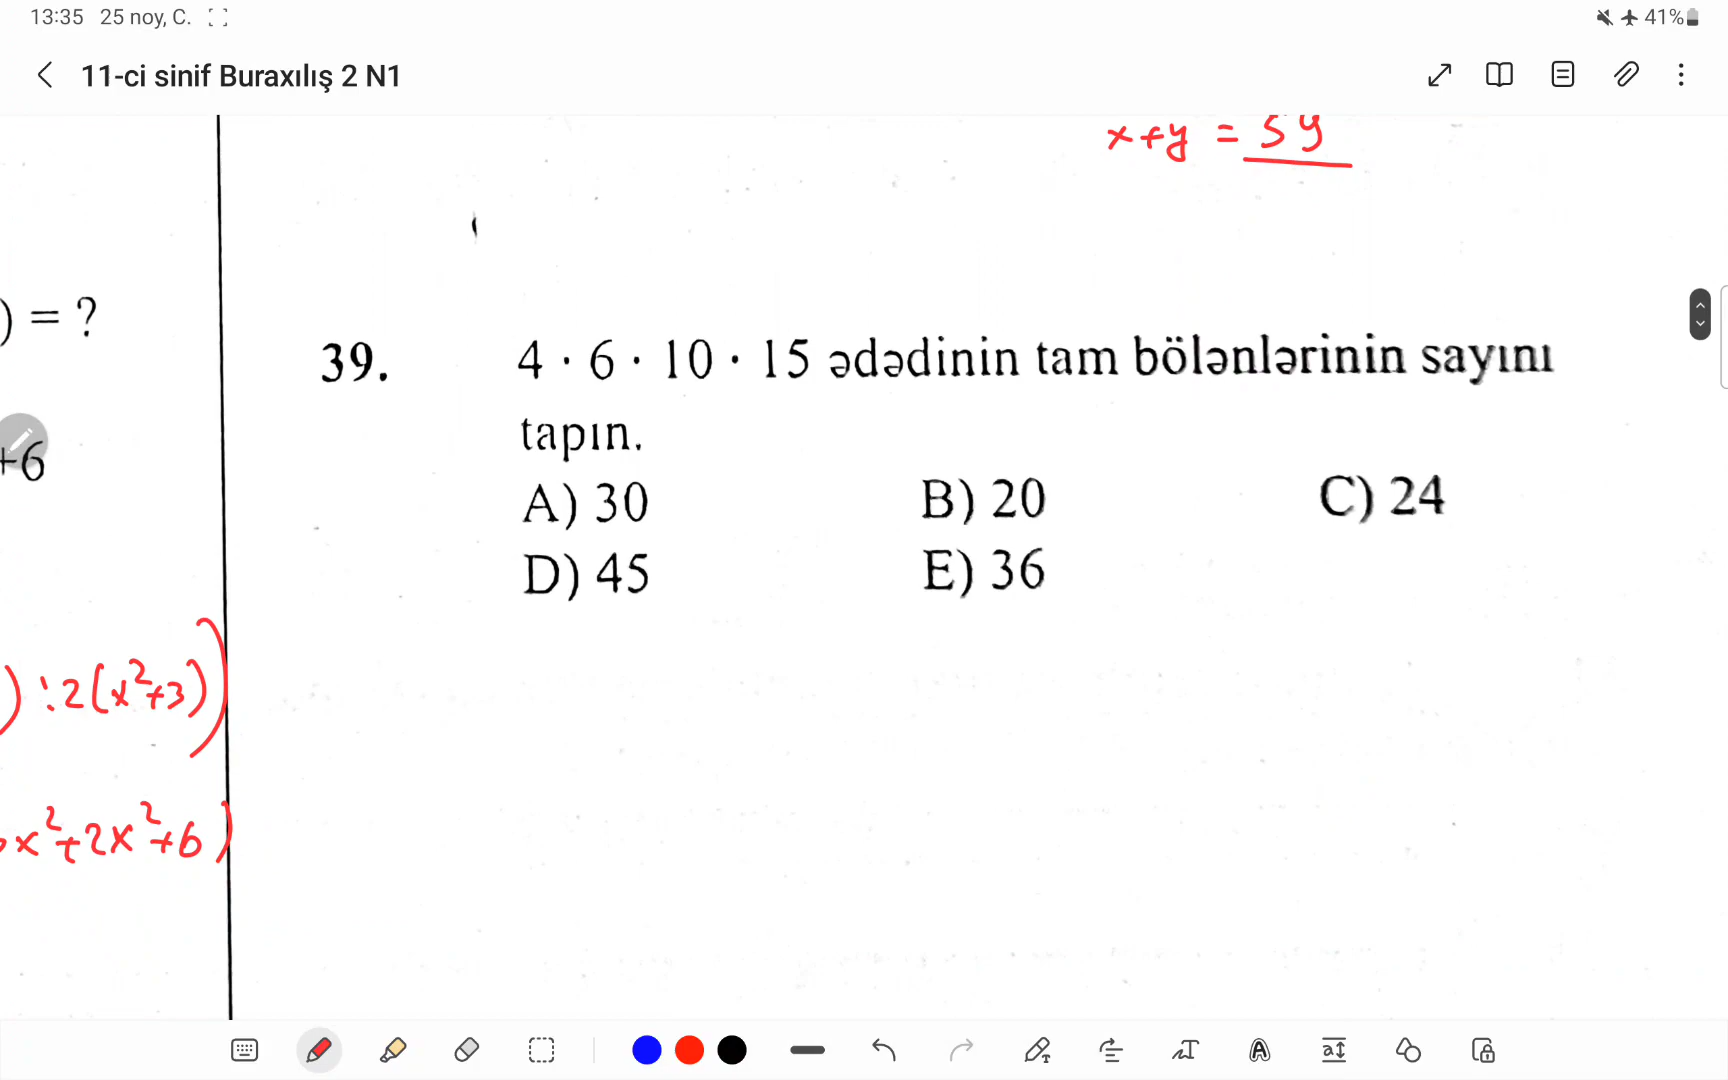 13:35 25 noy, C. 41%
11-ci sinif Buraxılış 2 N1
x+y = 5y
) = ?
39. 4 · 6 · 10 · 15 ədədinin tam bölənlərinin sayını
tapın.
+6
A) 30 B) 20 C) 24
D) 45 E) 36
) :2(x²+3))
x²+2x²+6)